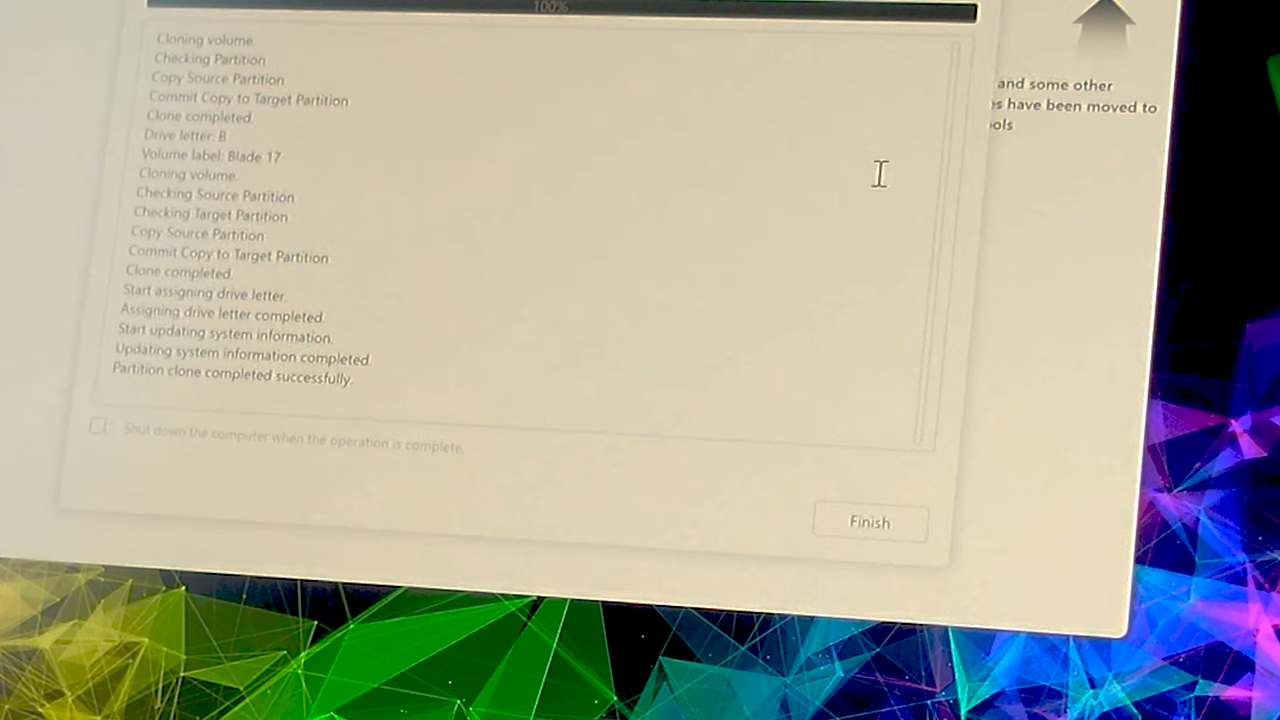 100%
Cloning volume.
Checking Partition
Copy Source Partition
Commit Copy to Target Partition
Clone completed.
Drive letter: B
Volume label: Blade 17
Cloning volume.
Checking Source Partition
Checking Target Partition
Copy Source Partition
Commit Copy to Target Partition
Clone completed.
Start assigning drive letter.
Assigning drive letter completed.
Start updating system information.
Updating system information completed.
Partition clone completed successfully.
Shut down the computer when the operation is complete.
Finish
and some other
es have been moved to
ols